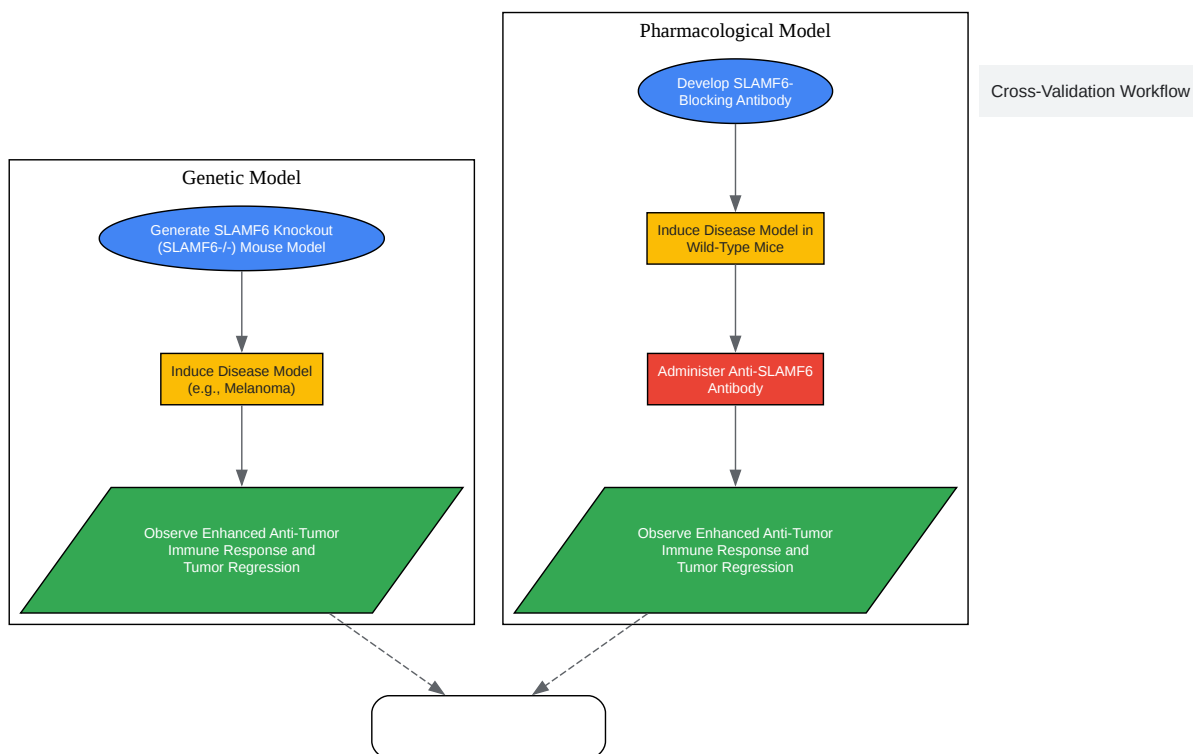 Pharmacological Model
Develop SLAMF6-
Blocking Antibody
Cross-Validation Workflow
Genetic Model
Generate SLAMF6 Knockout
(SLAMF6-/-) Mouse Model
Induce Disease Model in
Wild-Type Mice
Induce Disease Model
(e.g., Melanoma)
Administer Anti-SLAMF6
Antibody
Observe Enhanced Anti-Tumor
Immune Response and
Tumor Regression
Observe Enhanced Anti-Tumor
Immune Response and
Tumor Regression